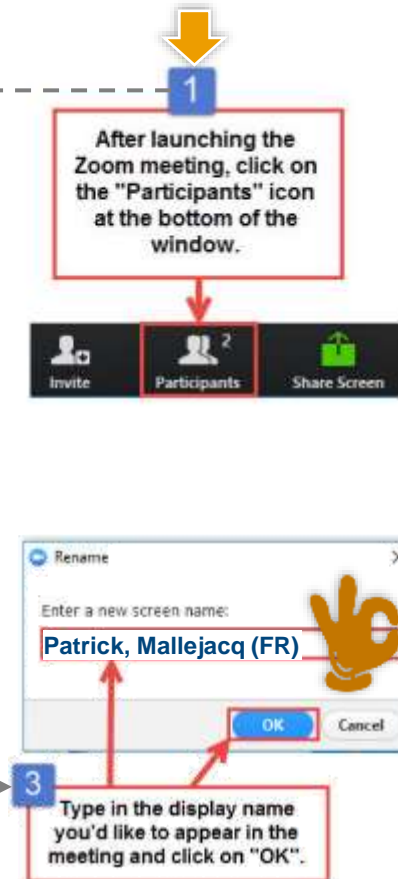 1
After launching the
Zoom meeting, click on
the "Participants" icon
at the bottom of the
window.
2
Invite Participants Share Screen
Rename
Enter a new screen name:
Patrick, Mallejacq (FR)
OK Cancel
3
Type in the display name
you'd like to appear in the
meeting and click on "OK".